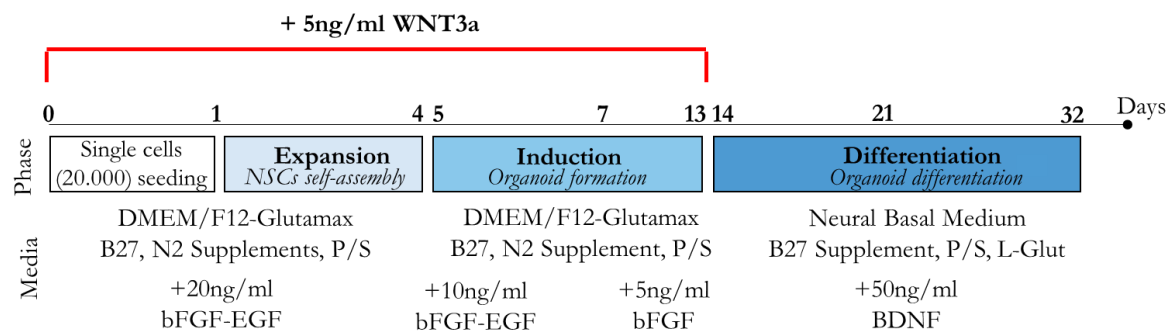 + 5ng/ml WNT3a
0 1 4 5 7 13 14 21 32 Days
Phase
Single cells
(20.000) seeding
Expansion
NSCs self-assembly
Induction
Organoid formation
Differentiation
Organoid differentiation
Media
DMEM/F12-Glutamax
B27, N2 Supplements, P/S
+20ng/ml
bFGF-EGF
DMEM/F12-Glutamax
B27, N2 Supplement, P/S
+10ng/ml
bFGF-EGF
+5ng/ml
bFGF
Neural Basal Medium
B27 Supplement, P/S, L-Glut
+50ng/ml
BDNF